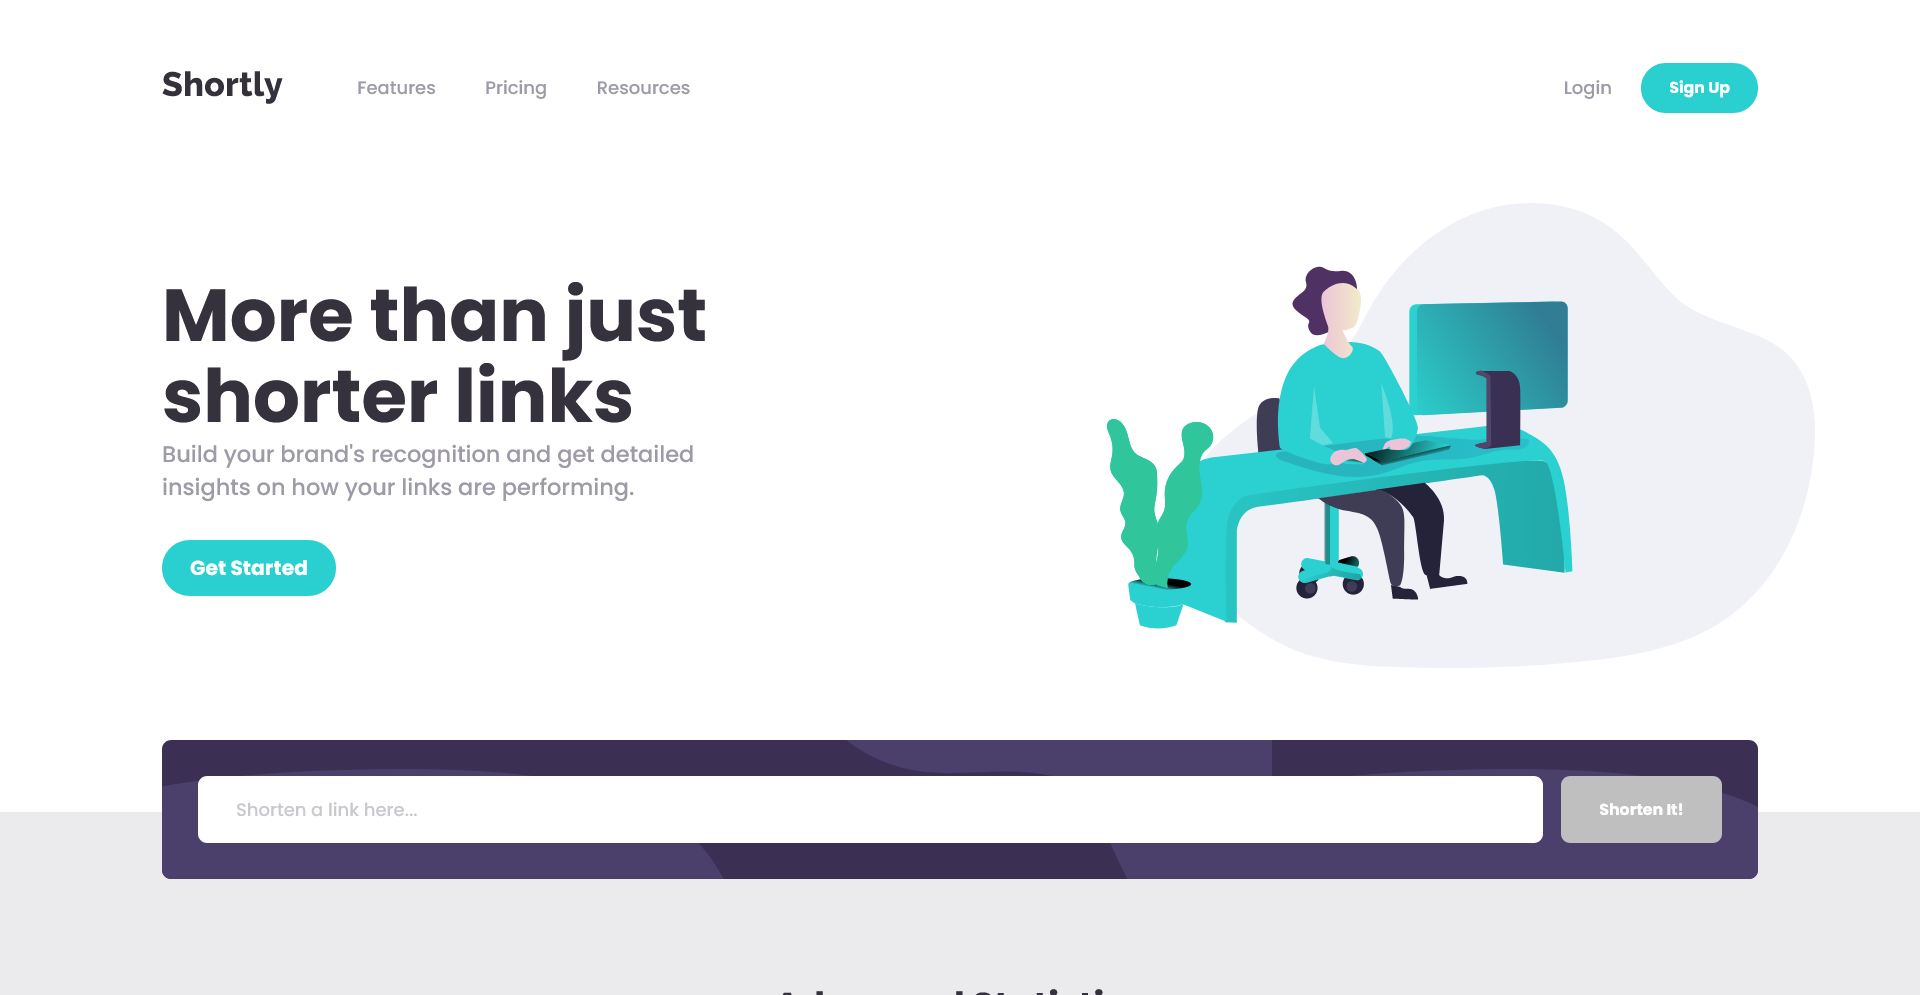 Shortly
Features
Pricing
Resources
Login
Sign Up
More than just
shorter links
Build your brand's recognition and get detailed
insights on how your links are performing.
Get Started
Shorten a link here...
Shorten It!